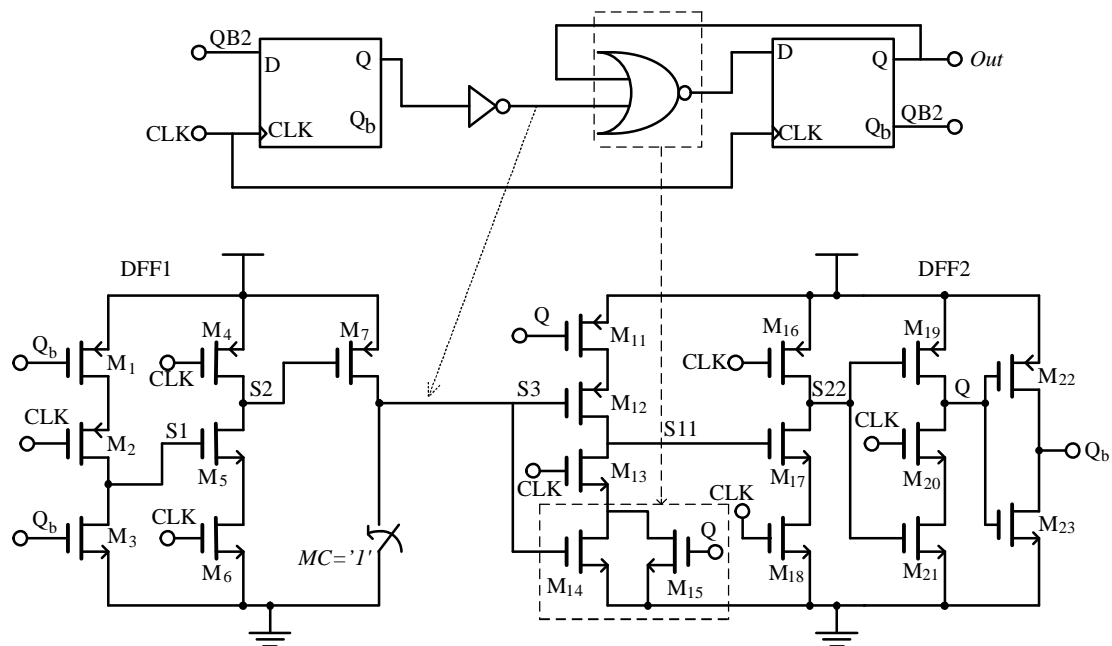 QB2
D
Q
Q_b
CLK
CLK
D
Q
Q_b
CLK
Out
QB2
DFF1
DFF2
Q_b
M_1
CLK
M_2
S1
Q_b
M_3
M_4
CLK
S2
M_5
CLK
M_6
M_7
MC='1'
Q
M_11
S3
M_12
S11
CLK
M_13
M_14
M_15
Q
M_16
CLK
S22
M_17
CLK
M_18
M_19
Q
CLK
M_20
M_21
M_22
Q_b
M_23